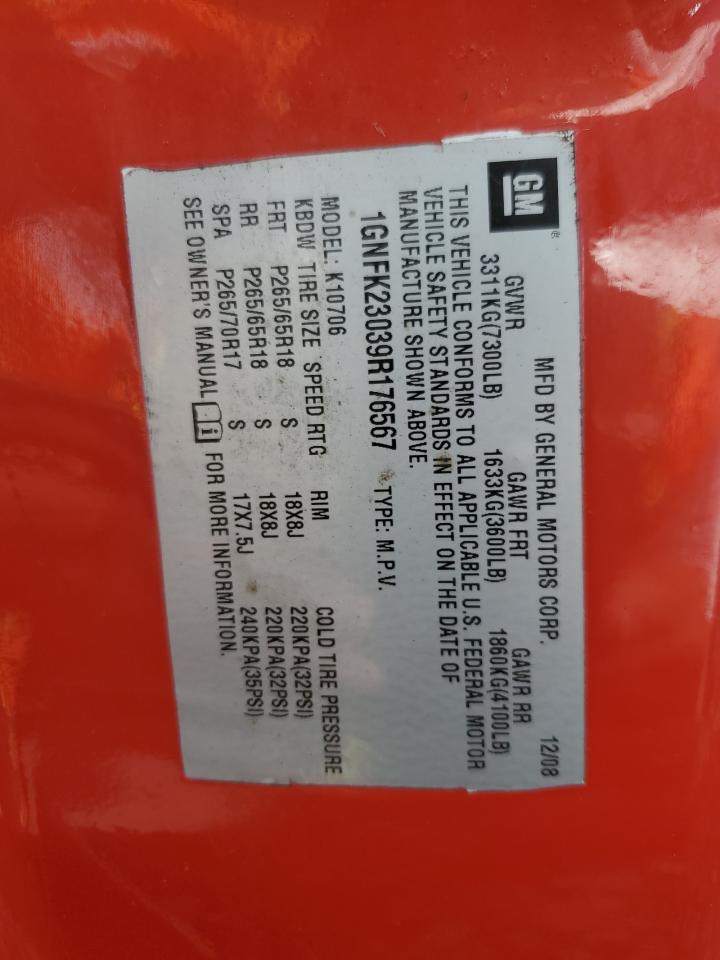 GM®
MFD BY GENERAL MOTORS CORP. 12/08
GVWR GAWR FRT GAWR RR
3311KG(7300LB) 1633KG(3600LB) 1860KG(4100LB)
THIS VEHICLE CONFORMS TO ALL APPLICABLE U.S. FEDERAL MOTOR
VEHICLE SAFETY STANDARDS IN EFFECT ON THE DATE OF
MANUFACTURE SHOWN ABOVE.
1GNFK23039R176567 TYPE: M.P.V.
MODEL: K10706
KBDW TIRE SIZE SPEED RTG RIM COLD TIRE PRESSURE
FRT P265/65R18 S 18X8J 220KPA(32PSI)
RR P265/65R18 S 18X8J 220KPA(32PSI)
SPA P265/70R17 S 17X7.5J 240KPA(35PSI)
SEE OWNER'S MANUAL FOR MORE INFORMATION.